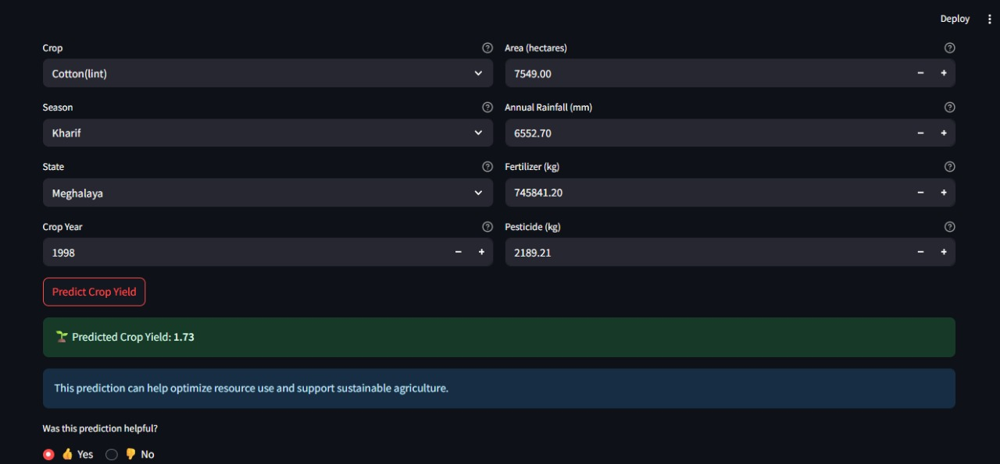 Deploy
Crop
Area (hectares)
Cotton(lint)
7549.00
Season
Annual Rainfall (mm)
Kharif
6552.70
State
Fertilizer (kg)
Meghalaya
745841.20
Crop Year
Pesticide (kg)
1998
2189.21
Predict Crop Yield
🌱 Predicted Crop Yield: 1.73
This prediction can help optimize resource use and support sustainable agriculture.
Was this prediction helpful?
👍 Yes 👎 No